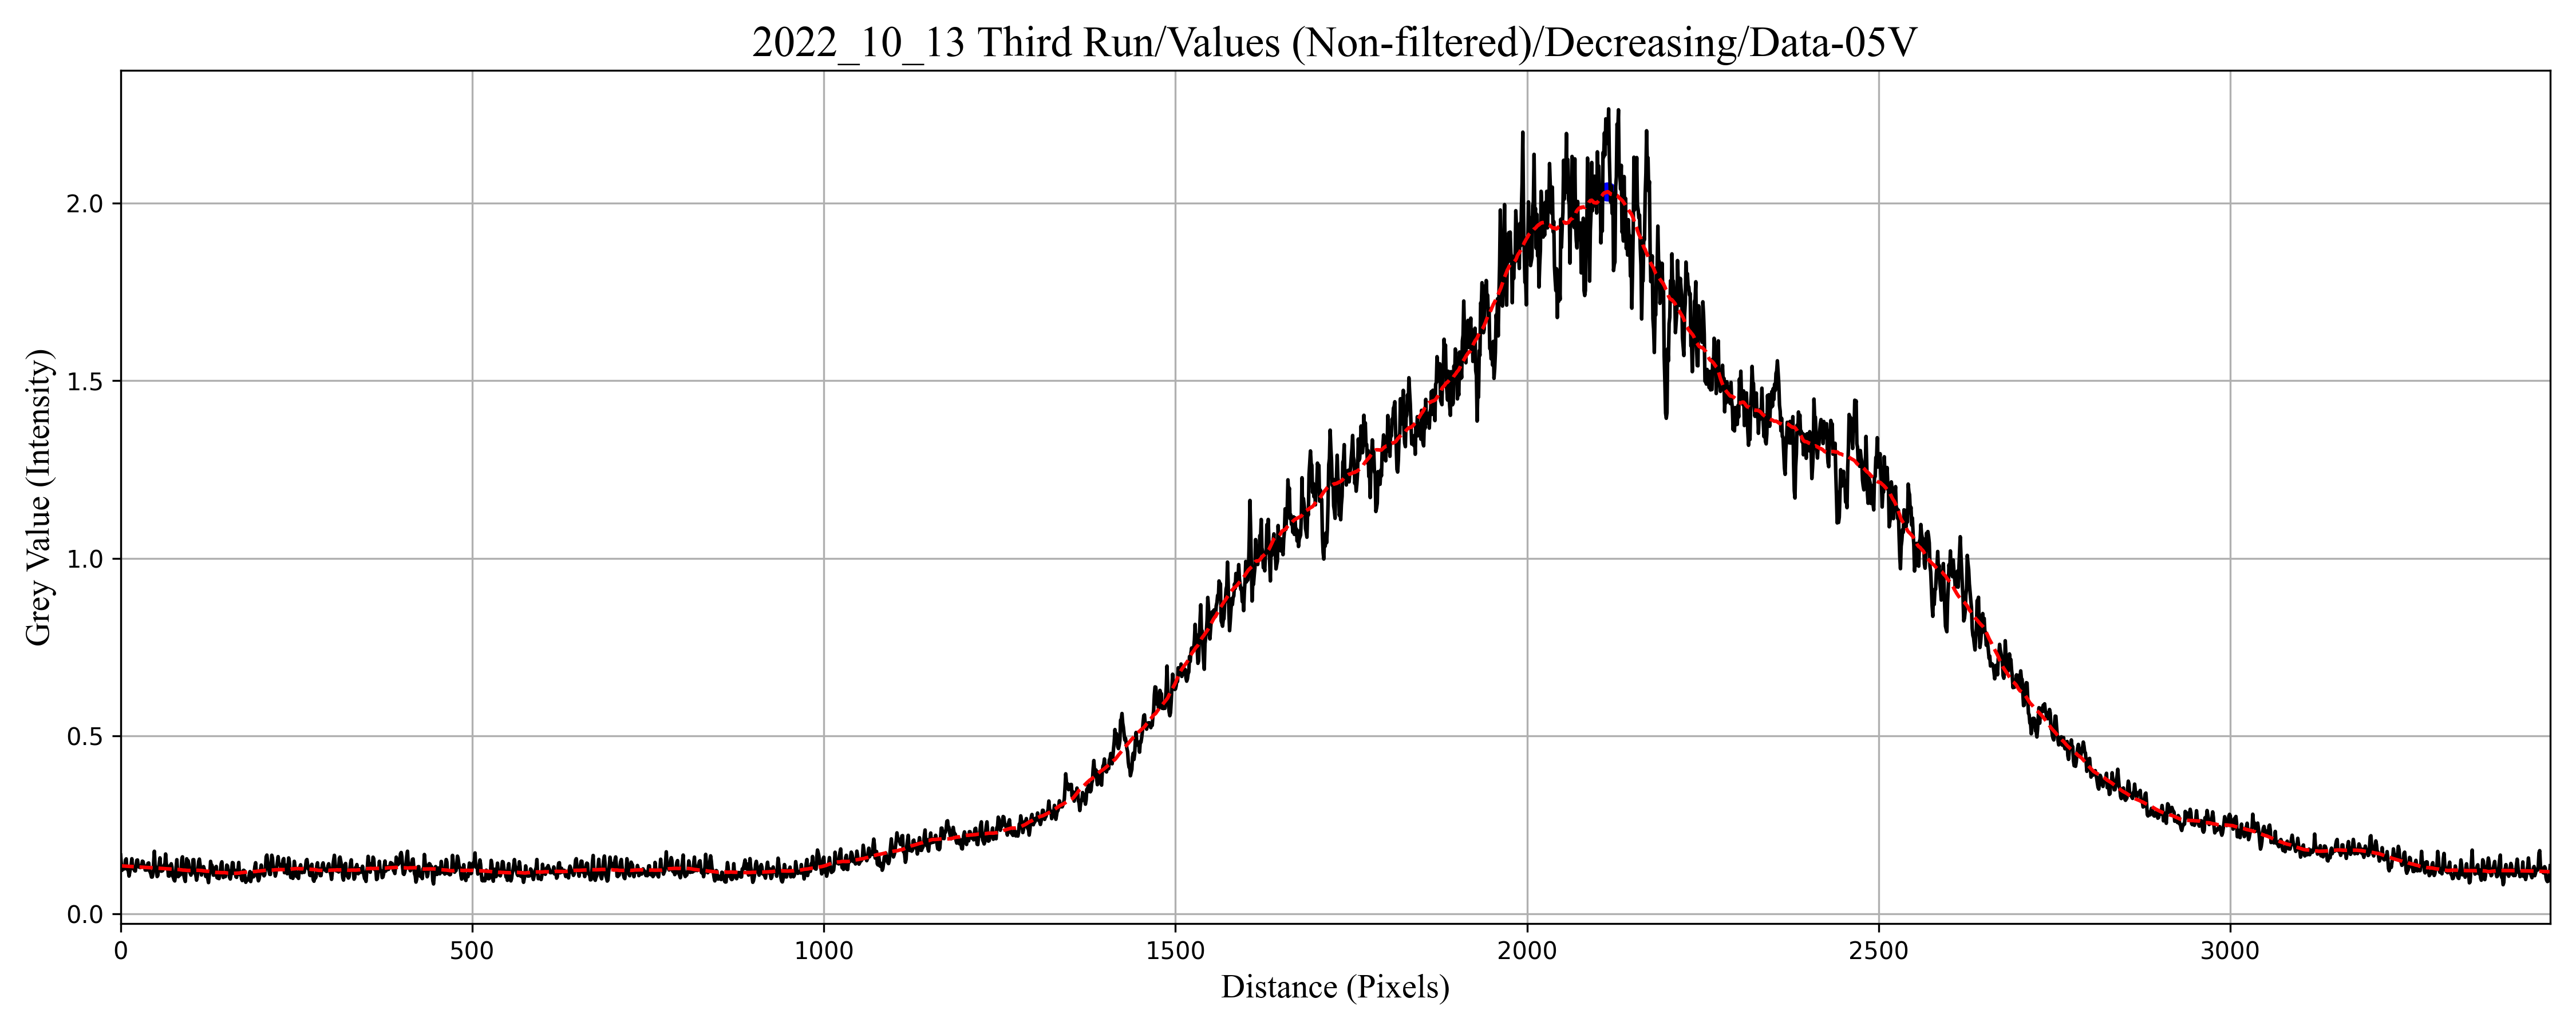 2022_10_13 Third Run/Values (Non-filtered)/Decreasing/Data-05V
Grey Value (Intensity)
2.0
1.5
1.0
0.5
0.0
0 500 1000 1500 2000 2500 3000
Distance (Pixels)